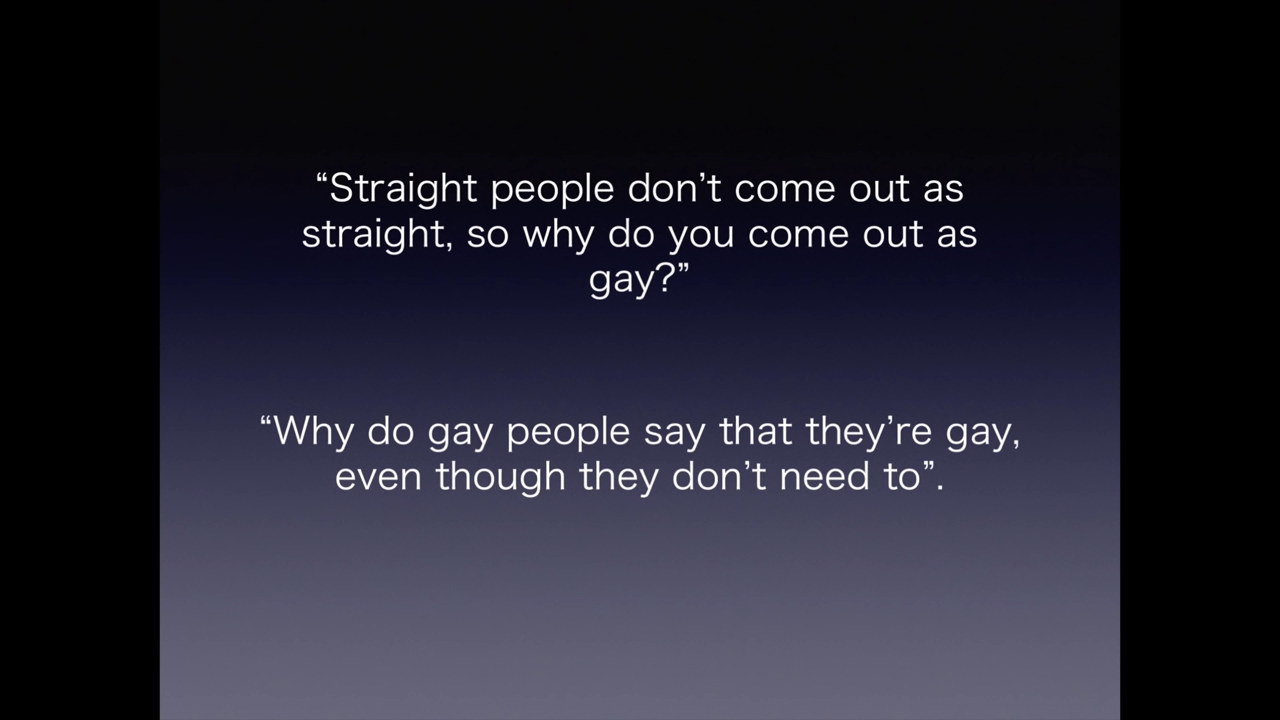 “Straight people don’t come out as
straight, so why do you come out as
gay?”
“Why do gay people say that they’re gay,
even though they don’t need to”.